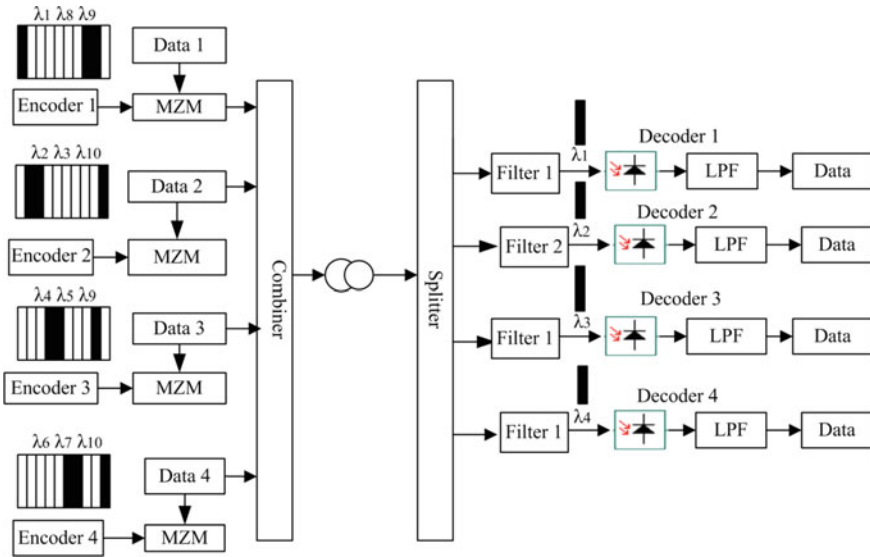 λ1 λ8 λ9
Data 1
Encoder 1
MZM
λ2 λ3 λ10
Data 2
Encoder 2
MZM
λ4 λ5 λ9
Data 3
Encoder 3
MZM
λ6 λ7 λ10
Data 4
Encoder 4
MZM
Combiner
Splitter
Filter 1
λ1
Decoder 1
LPF
Data
Filter 2
λ2
Decoder 2
LPF
Data
Filter 1
λ3
Decoder 3
LPF
Data
Filter 1
λ4
Decoder 4
LPF
Data